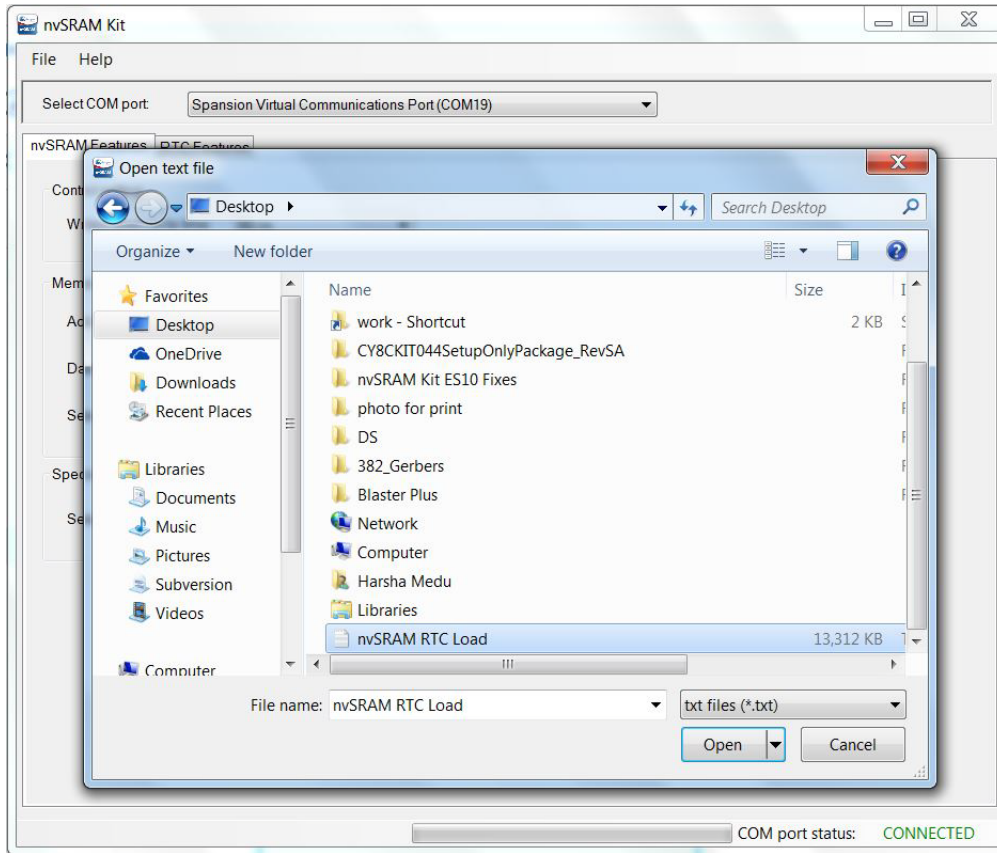 nvSRAM Kit
File Help
Select COM port: Spansion Virtual Communications Port (COM19)
nvSRAM Features RTC Features
Open text file
Desktop
Search Desktop
Organize New folder
Name Size
Favorites
Desktop
OneDrive
Downloads
Recent Places
Libraries
Documents
Music
Pictures
Subversion
Videos
Computer
work - Shortcut 2 KB
CY8CKIT044SetupOnlyPackage_RevSA
nvSRAM Kit ES10 Fixes
photo for print
DS
382_Gerbers
Blaster Plus
Network
Computer
Harsha Medu
Libraries
nvSRAM RTC Load 13,312 KB
File name: nvSRAM RTC Load txt files (*.txt)
Open Cancel
COM port status: CONNECTED